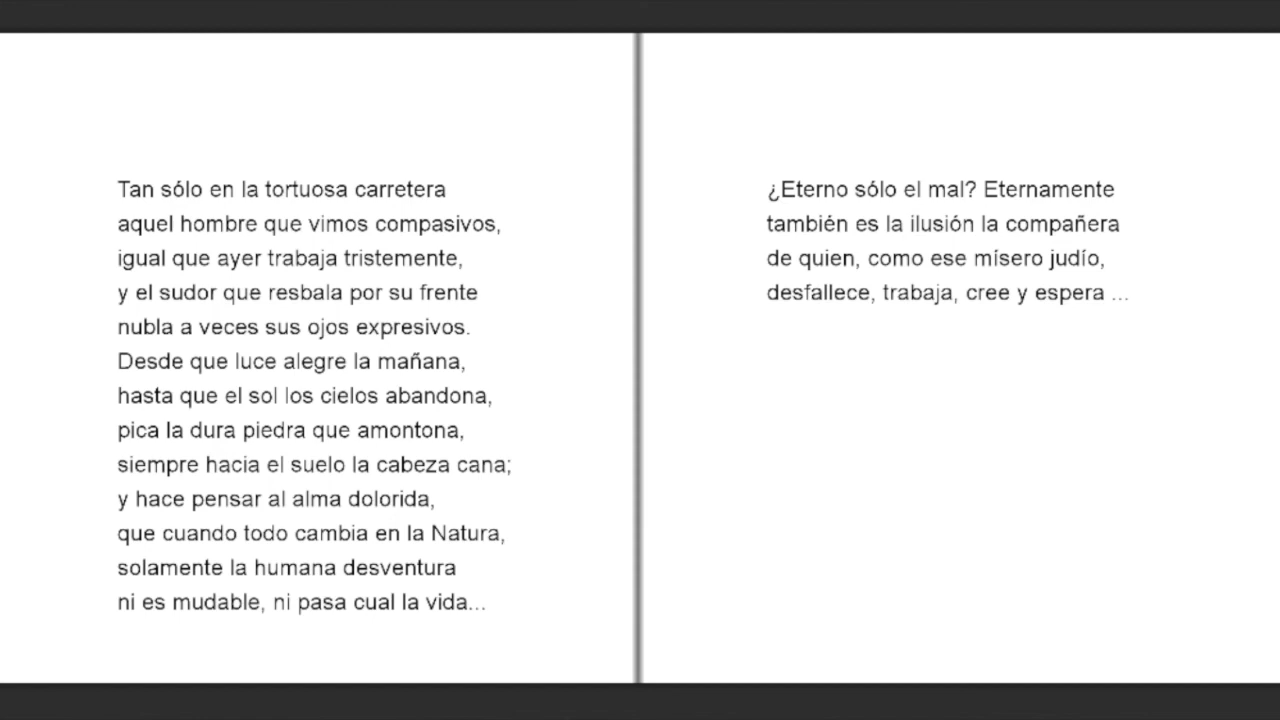 Tan sólo en la tortuosa carretera
aquel hombre que vimos compasivos,
igual que ayer trabaja tristemente,
y el sudor que resbala por su frente
nubla a veces sus ojos expresivos.
Desde que luce alegre la mañana,
hasta que el sol los cielos abandona,
pica la dura piedra que amontona,
siempre hacia el suelo la cabeza cana;
y hace pensar al alma dolorida,
que cuando todo cambia en la Natura,
solamente la humana desventura
ni es mudable, ni pasa cual la vida...
¿Eterno sólo el mal? Eternamente
también es la ilusión la compañera
de quien, como ese mísero judío,
desfallece, trabaja, cree y espera ...